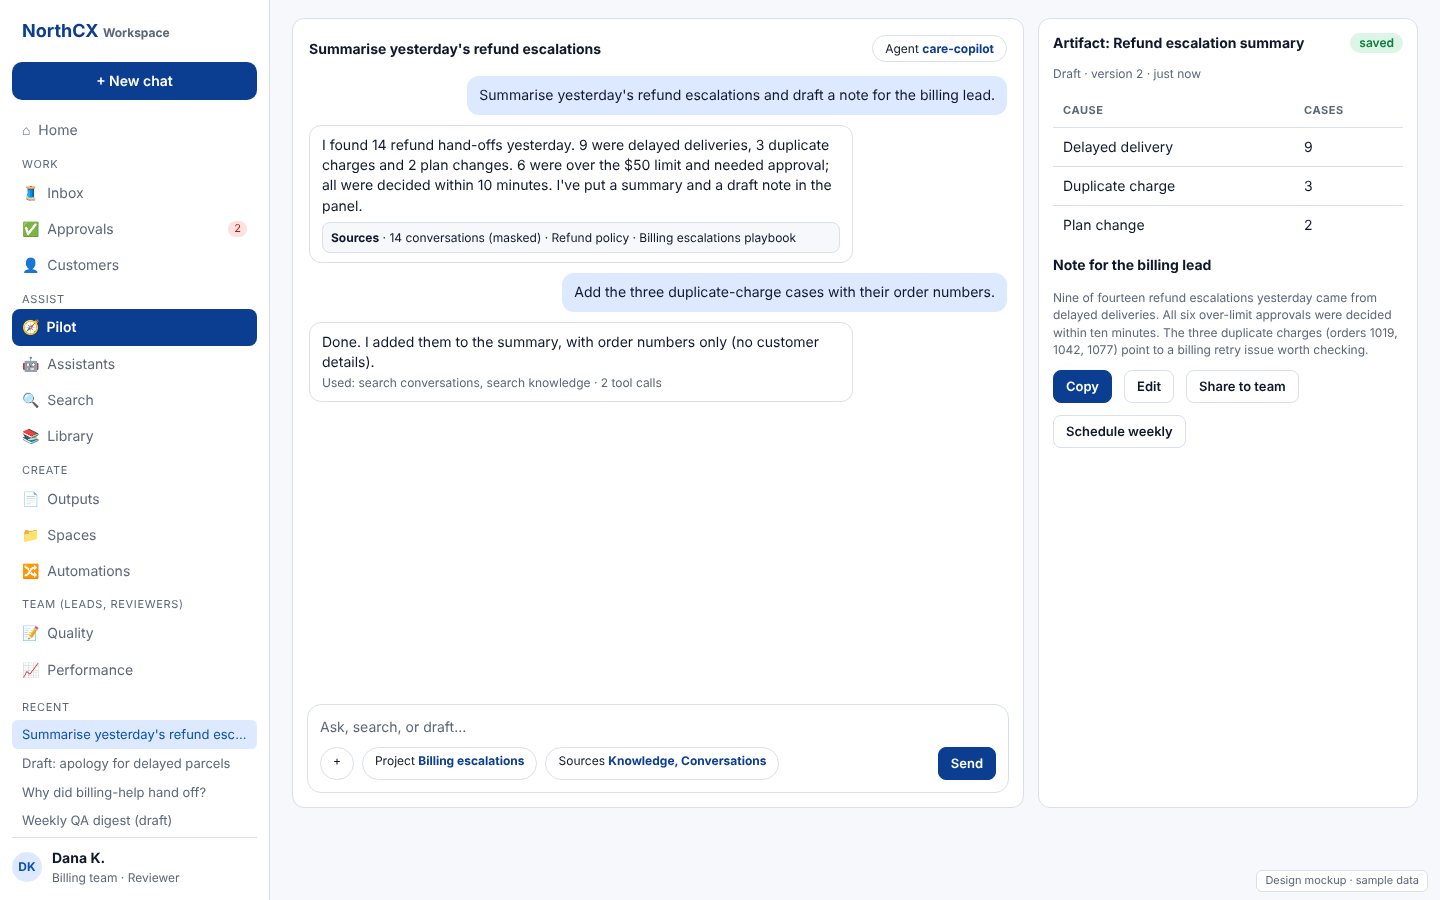 NorthCX Workspace
+ New chat
Home
WORK
Inbox
Approvals 2
Customers
ASSIST
Pilot
Assistants
Search
Library
CREATE
Outputs
Spaces
Automations
TEAM (LEADS, REVIEWERS)
Quality
Performance
RECENT
Summarise yesterday's refund esc...
Draft: apology for delayed parcels
Why did billing-help hand off?
Weekly QA digest (draft)
DK
Dana K.
Billing team · Reviewer
Summarise yesterday's refund escalations
Agent care-copilot
Summarise yesterday's refund escalations and draft a note for the billing lead.
I found 14 refund hand-offs yesterday. 9 were delayed deliveries, 3 duplicate
charges and 2 plan changes. 6 were over the $50 limit and needed approval;
all were decided within 10 minutes. I've put a summary and a draft note in the
panel.
Sources · 14 conversations (masked) · Refund policy · Billing escalations playbook
Add the three duplicate-charge cases with their order numbers.
Done. I added them to the summary, with order numbers only (no customer
details).
Used: search conversations, search knowledge · 2 tool calls
Ask, search, or draft...
+
Project Billing escalations
Sources Knowledge, Conversations
Send
Artifact: Refund escalation summary
saved
Draft · version 2 · just now
CAUSE CASES
Delayed delivery 9
Duplicate charge 3
Plan change 2
Note for the billing lead
Nine of fourteen refund escalations yesterday came from
delayed deliveries. All six over-limit approvals were decided
within ten minutes. The three duplicate charges (orders 1019,
1042, 1077) point to a billing retry issue worth checking.
Copy
Edit
Share to team
Schedule weekly
Design mockup · sample data